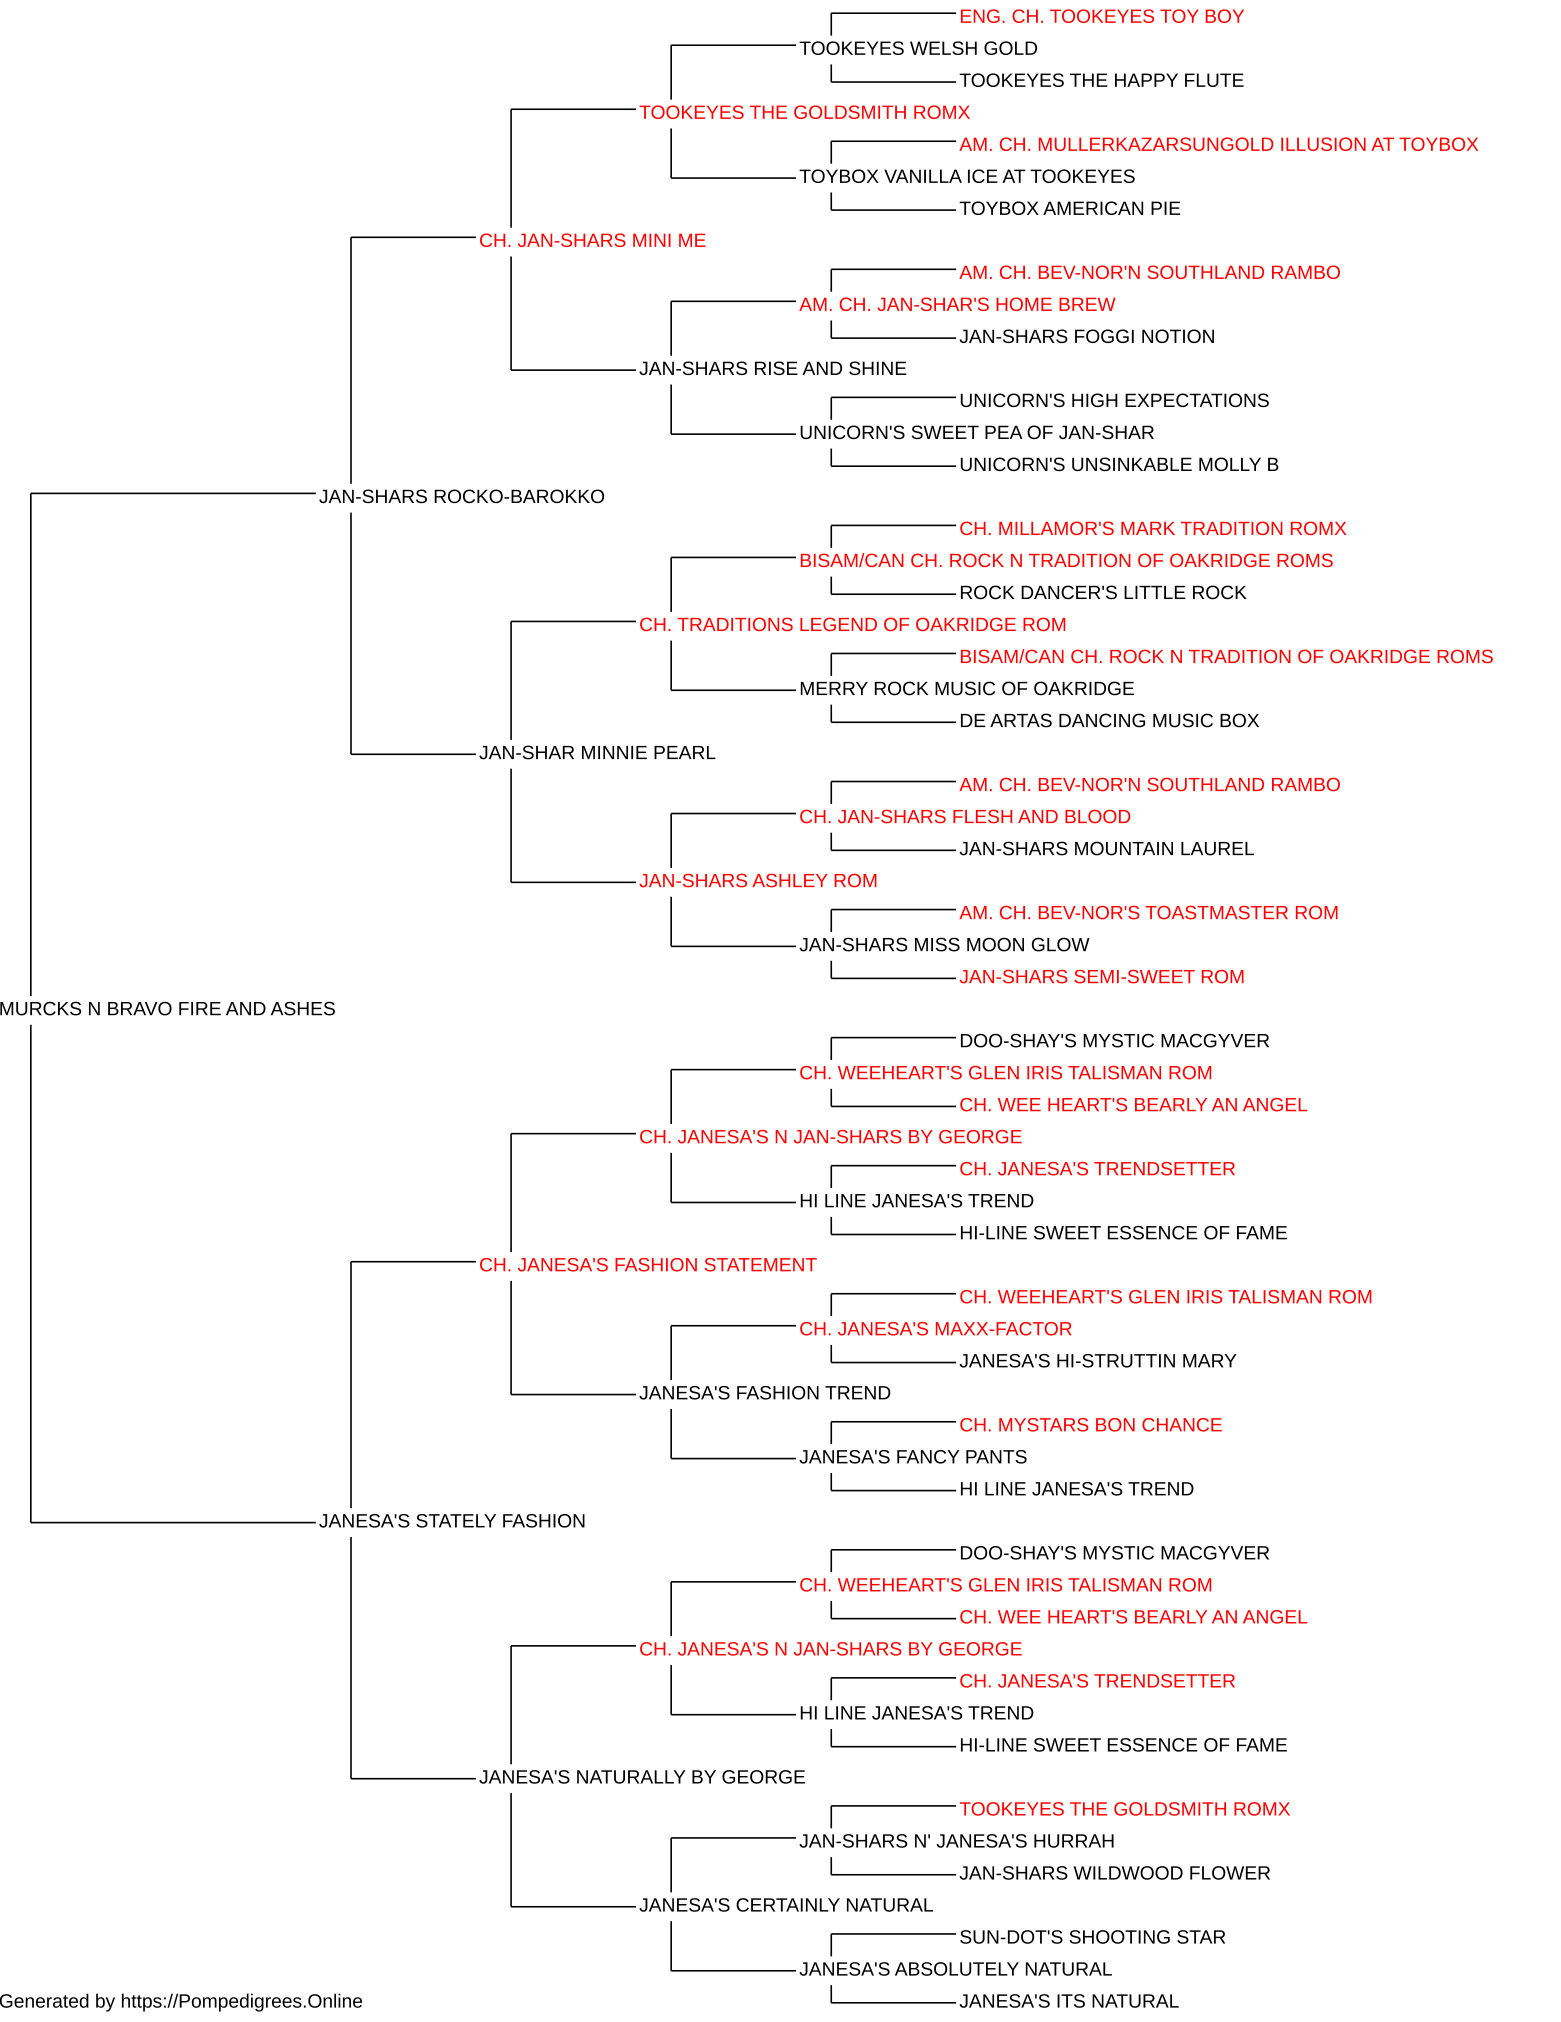 ENG. CH. TOOKEYES TOY BOY
TOOKEYES WELSH GOLD
TOOKEYES THE HAPPY FLUTE
TOOKEYES THE GOLDSMITH ROMX
AM. CH. MULLERKAZARSUNGOLD ILLUSION AT TOYBOX
TOYBOX VANILLA ICE AT TOOKEYES
TOYBOX AMERICAN PIE
CH. JAN-SHARS MINI ME
AM. CH. BEV-NOR'N SOUTHLAND RAMBO
AM. CH. JAN-SHAR'S HOME BREW
JAN-SHARS FOGGI NOTION
JAN-SHARS RISE AND SHINE
UNICORN'S HIGH EXPECTATIONS
UNICORN'S SWEET PEA OF JAN-SHAR
UNICORN'S UNSINKABLE MOLLY B
JAN-SHARS ROCKO-BAROKKO
CH. MILLAMOR'S MARK TRADITION ROMX
BISAM/CAN CH. ROCK N TRADITION OF OAKRIDGE ROMS
ROCK DANCER'S LITTLE ROCK
CH. TRADITIONS LEGEND OF OAKRIDGE ROM
BISAM/CAN CH. ROCK N TRADITION OF OAKRIDGE ROMS
MERRY ROCK MUSIC OF OAKRIDGE
DE ARTAS DANCING MUSIC BOX
JAN-SHAR MINNIE PEARL
AM. CH. BEV-NOR'N SOUTHLAND RAMBO
CH. JAN-SHARS FLESH AND BLOOD
JAN-SHARS MOUNTAIN LAUREL
JAN-SHARS ASHLEY ROM
AM. CH. BEV-NOR'S TOASTMASTER ROM
JAN-SHARS MISS MOON GLOW
JAN-SHARS SEMI-SWEET ROM
MURCKS N BRAVO FIRE AND ASHES
DOO-SHAY'S MYSTIC MACGYVER
CH. WEEHEART'S GLEN IRIS TALISMAN ROM
CH. WEE HEART'S BEARLY AN ANGEL
CH. JANESA'S N JAN-SHARS BY GEORGE
CH. JANESA'S TRENDSETTER
HI LINE JANESA'S TREND
HI-LINE SWEET ESSENCE OF FAME
CH. JANESA'S FASHION STATEMENT
CH. WEEHEART'S GLEN IRIS TALISMAN ROM
CH. JANESA'S MAXX-FACTOR
JANESA'S HI-STRUTTIN MARY
JANESA'S FASHION TREND
CH. MYSTARS BON CHANCE
JANESA'S FANCY PANTS
HI LINE JANESA'S TREND
JANESA'S STATELY FASHION
DOO-SHAY'S MYSTIC MACGYVER
CH. WEEHEART'S GLEN IRIS TALISMAN ROM
CH. WEE HEART'S BEARLY AN ANGEL
CH. JANESA'S N JAN-SHARS BY GEORGE
CH. JANESA'S TRENDSETTER
HI LINE JANESA'S TREND
HI-LINE SWEET ESSENCE OF FAME
JANESA'S NATURALLY BY GEORGE
TOOKEYES THE GOLDSMITH ROMX
JAN-SHARS N' JANESA'S HURRAH
JAN-SHARS WILDWOOD FLOWER
JANESA'S CERTAINLY NATURAL
SUN-DOT'S SHOOTING STAR
JANESA'S ABSOLUTELY NATURAL
JANESA'S ITS NATURAL
Generated by https://Pompedigrees.Online